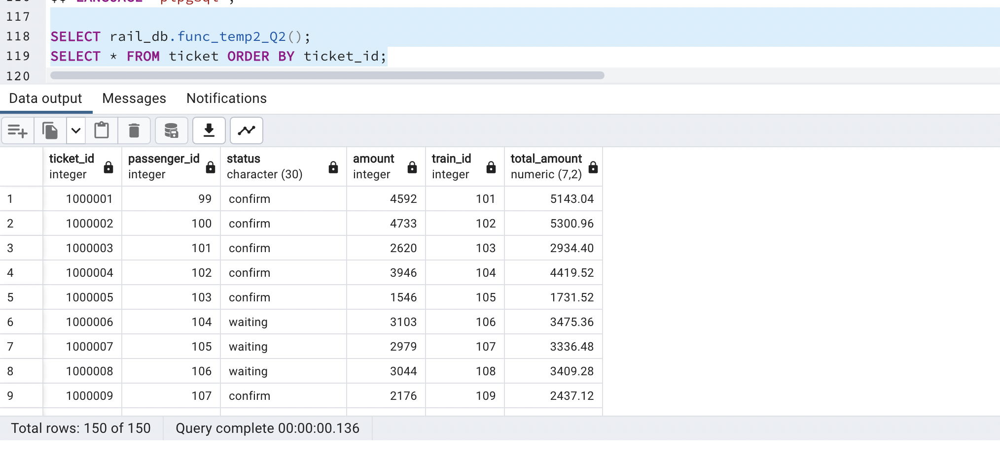 116 $$ LANGUAGE 'plpgsql';
117
118 SELECT rail_db.func_temp2_Q2();
119 SELECT * FROM ticket ORDER BY ticket_id;
120
Data output Messages Notifications
ticket_id passenger_id status amount train_id total_amount
integer integer character (30) integer integer numeric (7,2)
1 1000001 99 confirm 4592 101 5143.04
2 1000002 100 confirm 4733 102 5300.96
3 1000003 101 confirm 2620 103 2934.40
4 1000004 102 confirm 3946 104 4419.52
5 1000005 103 confirm 1546 105 1731.52
6 1000006 104 waiting 3103 106 3475.36
7 1000007 105 waiting 2979 107 3336.48
8 1000008 106 waiting 3044 108 3409.28
9 1000009 107 confirm 2176 109 2437.12
Total rows: 150 of 150 Query complete 00:00:00.136